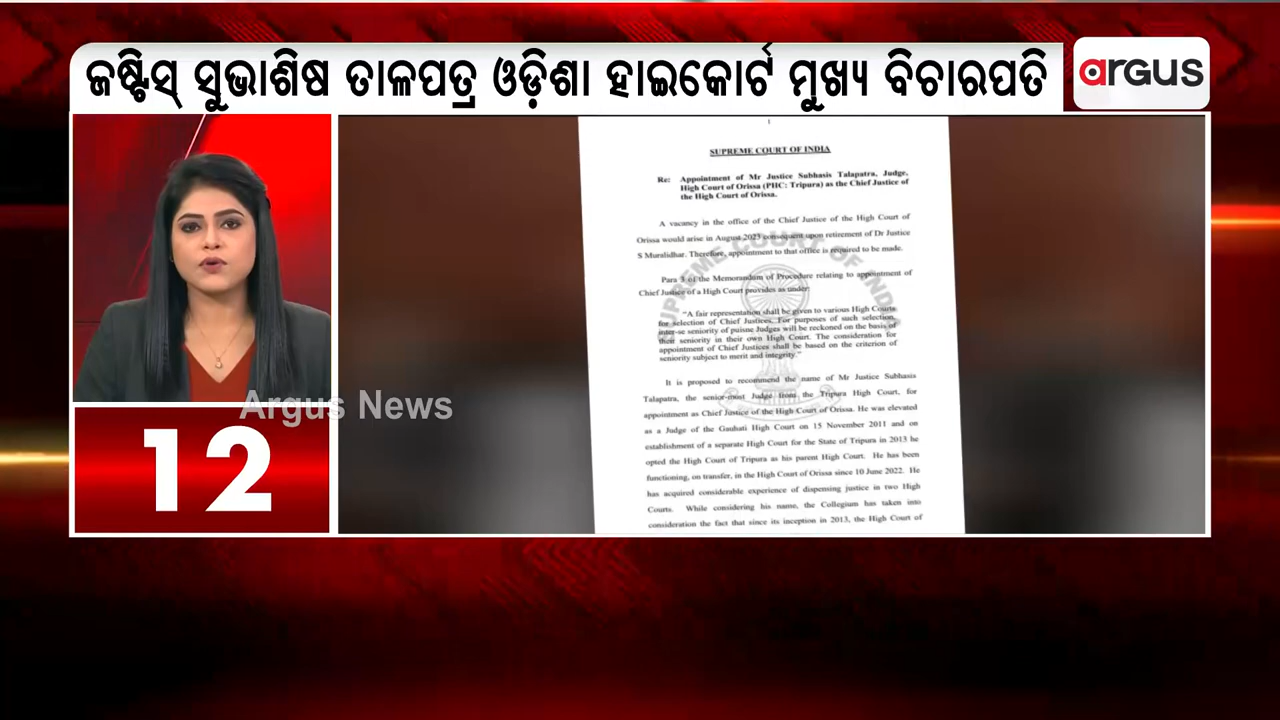 ଜଷ୍ଟିସ୍ ସୁଭାଶିଷ ତାଳପତ୍ର ଓଡ଼ିଶା ହାଇକୋର୍ଟ ମୁଖ୍ୟ ବିଚାରପତି
argus
1
SUPREME COURT OF INDIA
Re: Appointment of Mr Justice Subhasis Talapatra, Judge,
High Court of Orissa (PHC: Tripura) as the Chief Justice of
the High Court of Orissa.
A vacancy in the office of the Chief Justice of the High Court of
Orissa would arise in August 2023 consequent upon retirement of Dr Justice
S Muralidhar. Therefore, appointment to that office is required to be made.
Para 3 of the Memorandum of Procedure relating to appointment of
Chief Justice of a High Court provides as under:
"A fair representation shall be given to various High Courts
for selection of Chief Justices. For purposes of such selection,
inter-se seniority of puisne Judges will be reckoned on the basis of
their seniority in their own High Court. The consideration for
appointment of Chief Justices shall be based on the criterion of
seniority subject to merit and integrity."
It is proposed to recommend the name of Mr Justice Subhasis
Talapatra, the senior-most Judge from the Tripura High Court, for
appointment as Chief Justice of the High Court of Orissa. He was elevated
as a Judge of the Gauhati High Court on 15 November 2011 and on
establishment of a separate High Court for the State of Tripura in 2013 he
opted the High Court of Tripura as his parent High Court. He has been
functioning, on transfer, in the High Court of Orissa since 10 June 2022. He
has acquired considerable experience of dispensing justice in two High
Courts. While considering his name, the Collegium has taken into
consideration the fact that since its inception in 2013, the High Court of
SUPREME COURT OF INDIA
Argus News
12